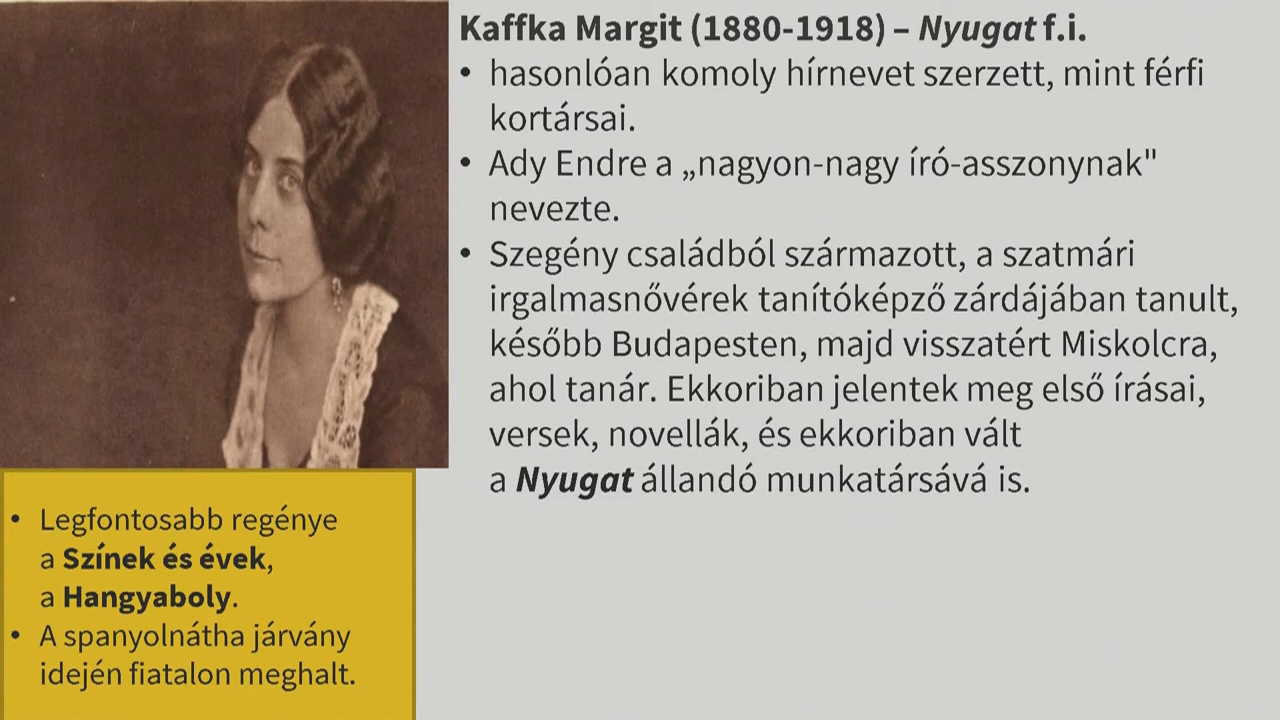 Kaffka Margit (1880-1918) – Nyugat f.i.
• hasonlóan komoly hírnevet szerzett, mint férfi
kortársai.
• Ady Endre a „nagyon-nagy író-asszonynak"
nevezte.
• Szegény családból származott, a szatmári
irgalmasnővérek tanítóképző zárdájában tanult,
később Budapesten, majd visszatért Miskolcra,
ahol tanár. Ekkoriban jelentek meg első írásai,
versek, novellák, és ekkoriban vált
a Nyugat állandó munkatársává is.
• Legfontosabb regénye
a Színek és évek,
a Hangyaboly.
• A spanyolnátha járvány
idején fiatalon meghalt.